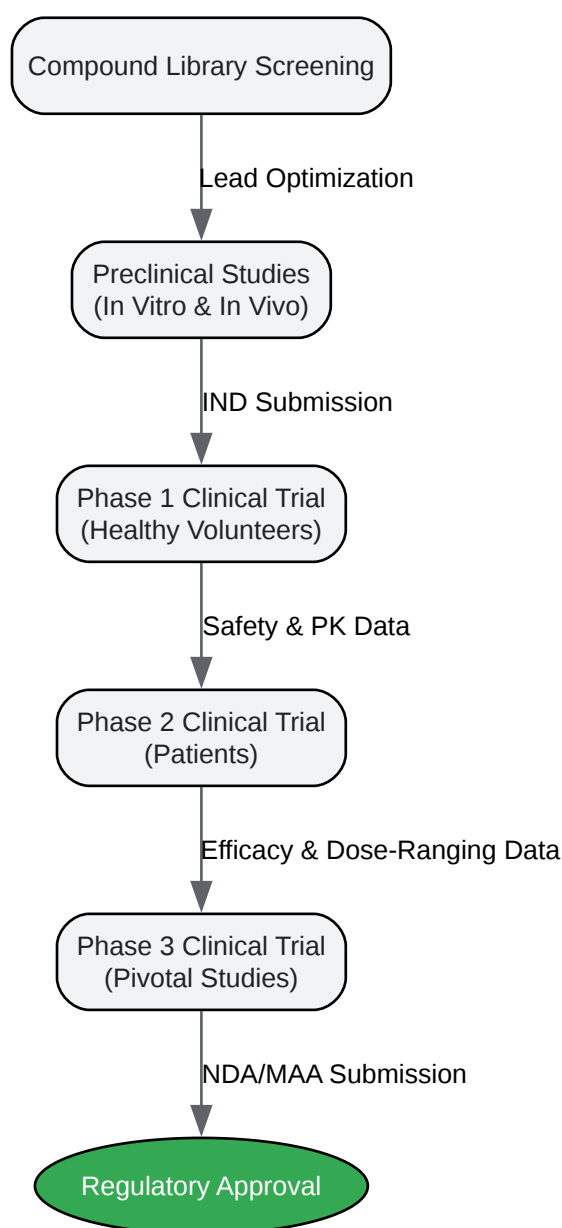 Compound Library Screening
Lead Optimization
Preclinical Studies
(In Vitro & In Vivo)
IND Submission
Phase 1 Clinical Trial
(Healthy Volunteers)
Safety & PK Data
Phase 2 Clinical Trial
(Patients)
Efficacy & Dose-Ranging Data
Phase 3 Clinical Trial
(Pivotal Studies)
NDA/MAA Submission
Regulatory Approval